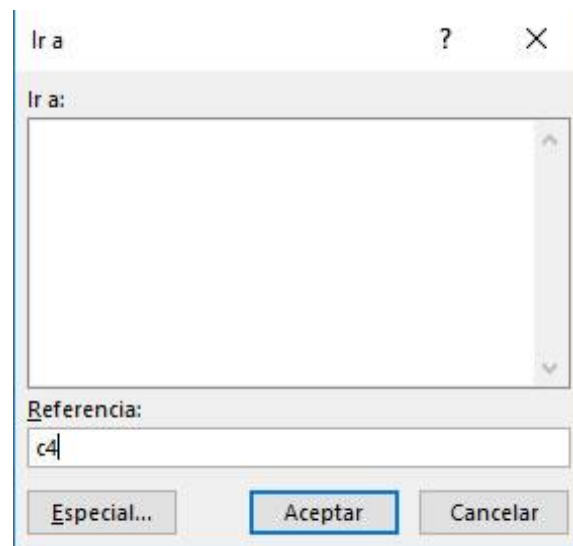 Ir a ?
Ir a:
Referencia:
c4
Especial... Aceptar Cancelar